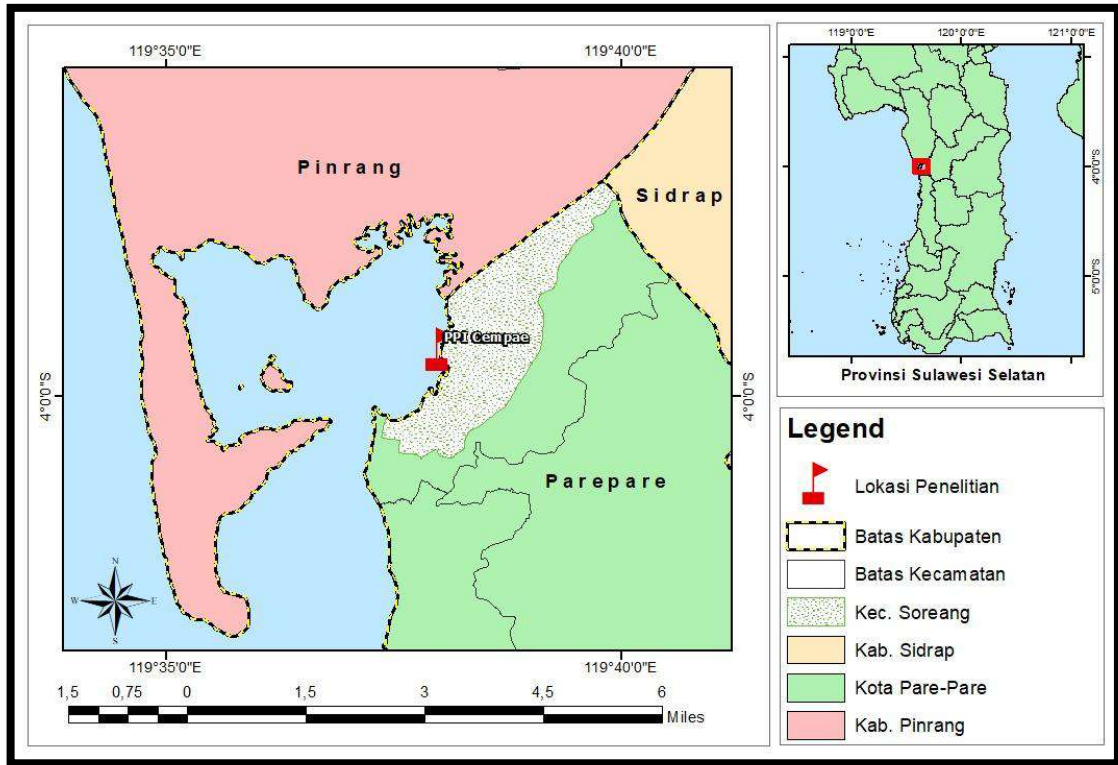 119°35'0"E
119°40'0"E
Pinrang
Sidrap
PPI Cempae
4°0'0"S
4°0'0"S
Parepare
N
W
E
S
119°35'0"E
119°40'0"E
1,5
0,75
0
1,5
3
4,5
6
Miles
119°0'0"E
120°0'0"E
121°0'0"E
4°0'0"S
5°0'0"S
Provinsi Sulawesi Selatan
Legend
Lokasi Penelitian
Batas Kabupaten
Batas Kecamatan
Kec. Soreang
Kab. Sidrap
Kota Pare-Pare
Kab. Pinrang